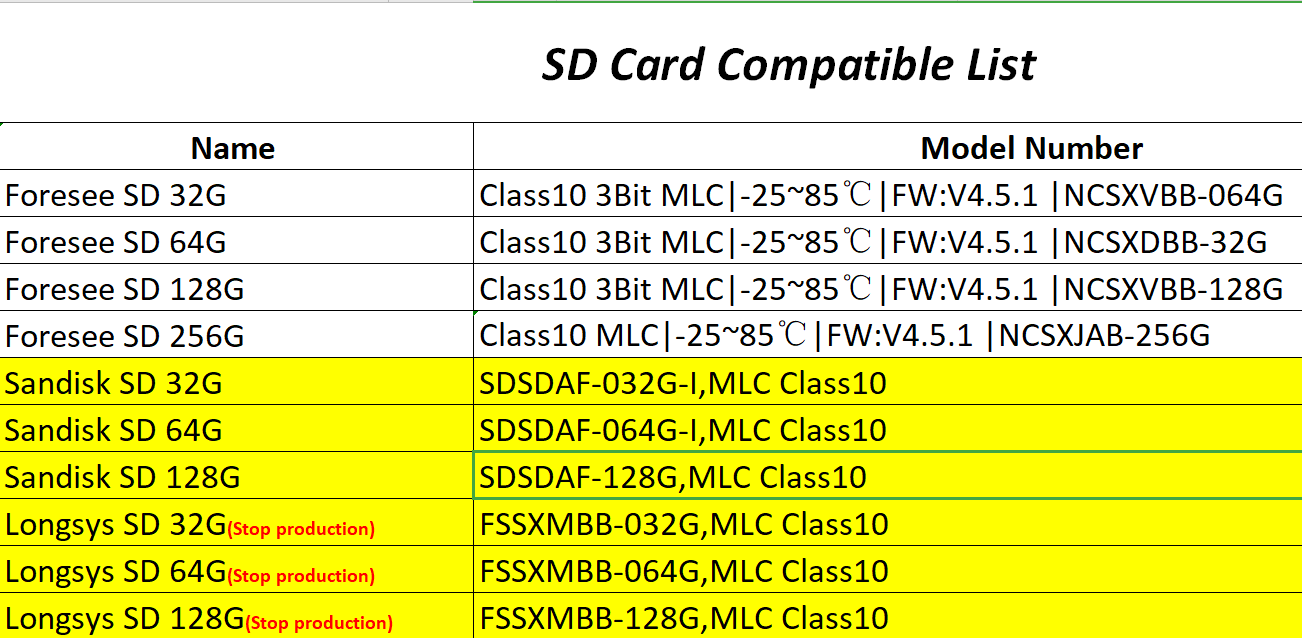 SD Card Compatible List
Name Model Number
Foresee SD 32G Class10 3Bit MLC|-25~85℃|FW:V4.5.1 |NCSXVBB-064G
Foresee SD 64G Class10 3Bit MLC|-25~85℃|FW:V4.5.1 |NCSXDBB-32G
Foresee SD 128G Class10 3Bit MLC|-25~85℃|FW:V4.5.1 |NCSXVBB-128G
Foresee SD 256G Class10 MLC|-25~85℃|FW:V4.5.1 |NCSXJAB-256G
Sandisk SD 32G SDSDAF-032G-I,MLC Class10
Sandisk SD 64G SDSDAF-064G-I,MLC Class10
Sandisk SD 128G SDSDAF-128G,MLC Class10
Longsys SD 32G(Stop production) FSSXMBB-032G,MLC Class10
Longsys SD 64G(Stop production) FSSXMBB-064G,MLC Class10
Longsys SD 128G(Stop production) FSSXMBB-128G,MLC Class10